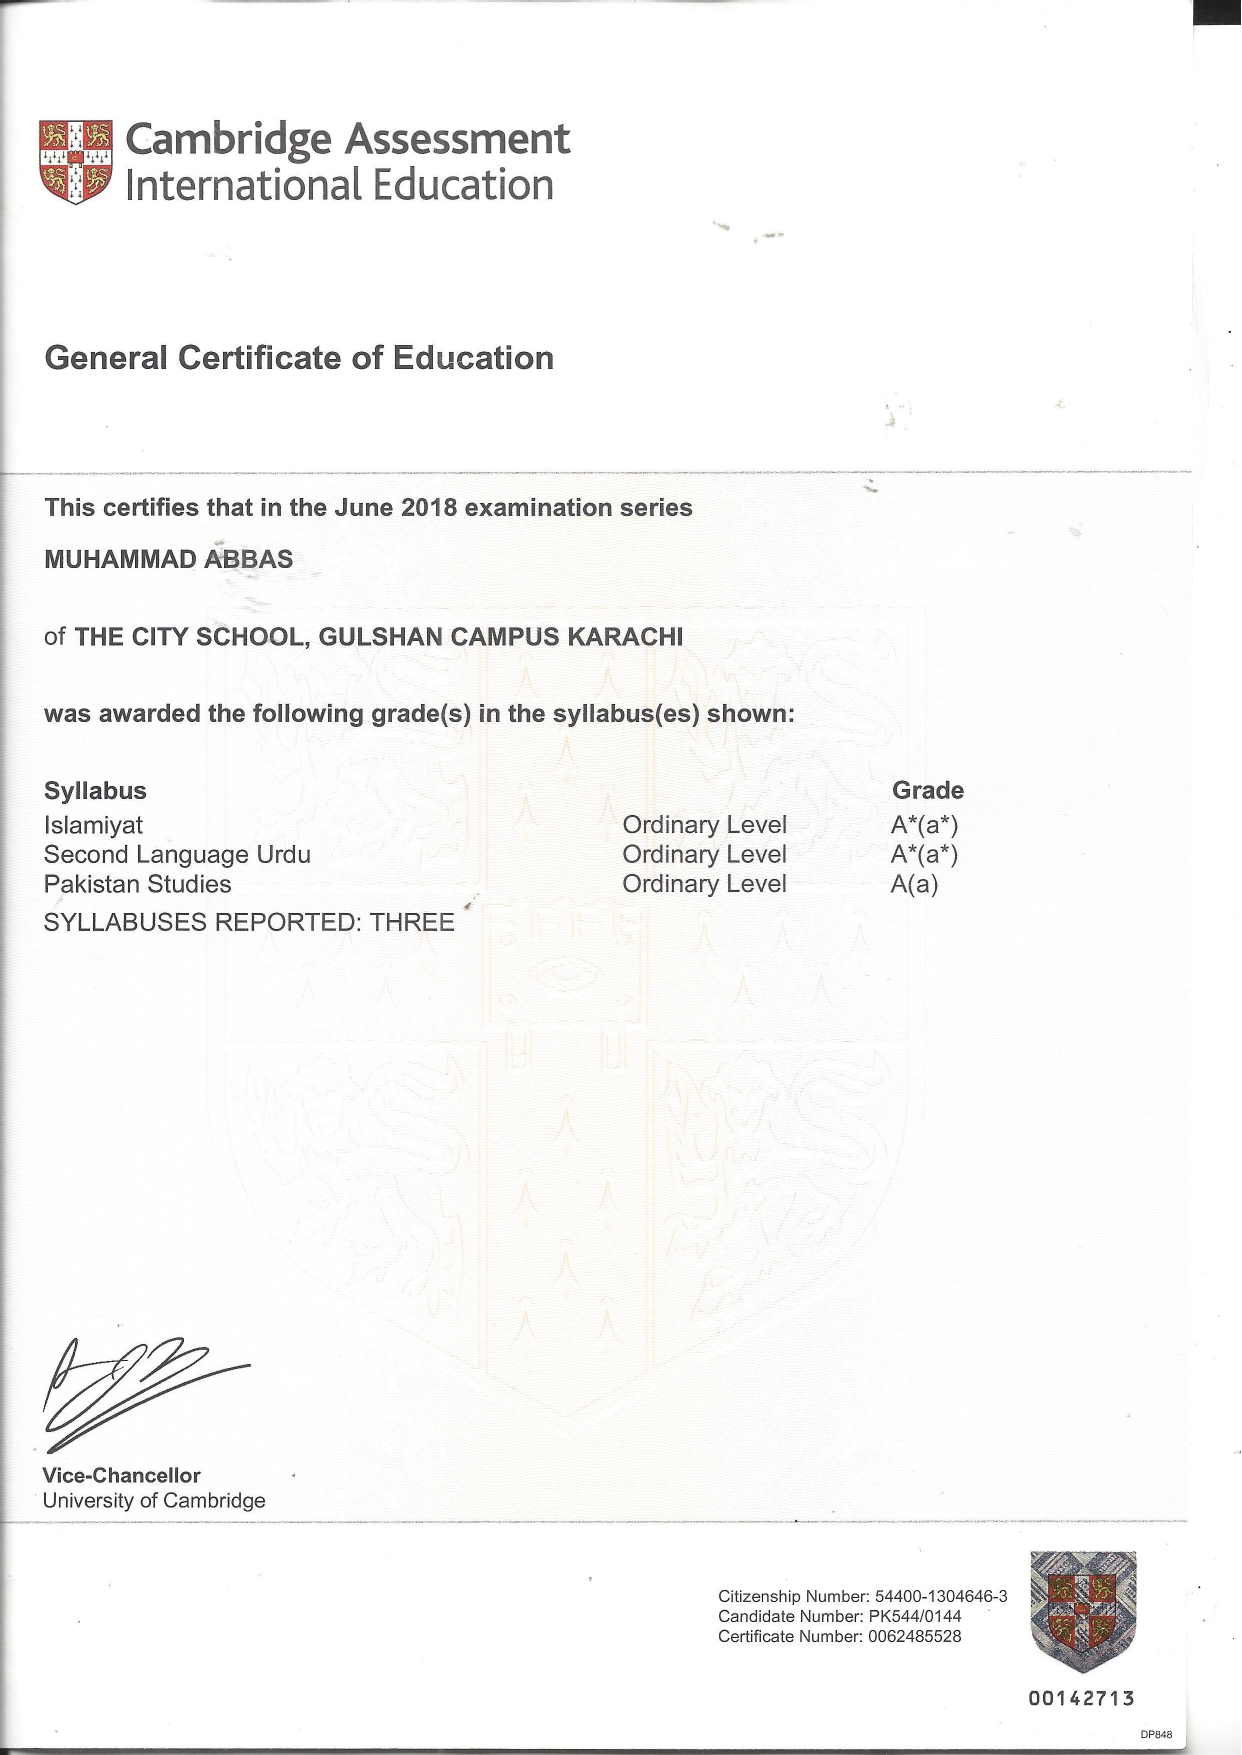 Cambridge Assessment
International Education
General Certificate of Education
This certifies that in the June 2018 examination series
MUHAMMAD ABBAS
of THE CITY SCHOOL, GULSHAN CAMPUS KARACHI
was awarded the following grade(s) in the syllabus(es) shown:
Syllabus Grade
Islamiyat Ordinary Level A*(a*)
Second Language Urdu Ordinary Level A*(a*)
Pakistan Studies Ordinary Level A(a)
SYLLABUSES REPORTED: THREE
Vice-Chancellor
University of Cambridge
Citizenship Number: 54400-1304646-3
Candidate Number: PK544/0144
Certificate Number: 0062485528
00142713
DP848